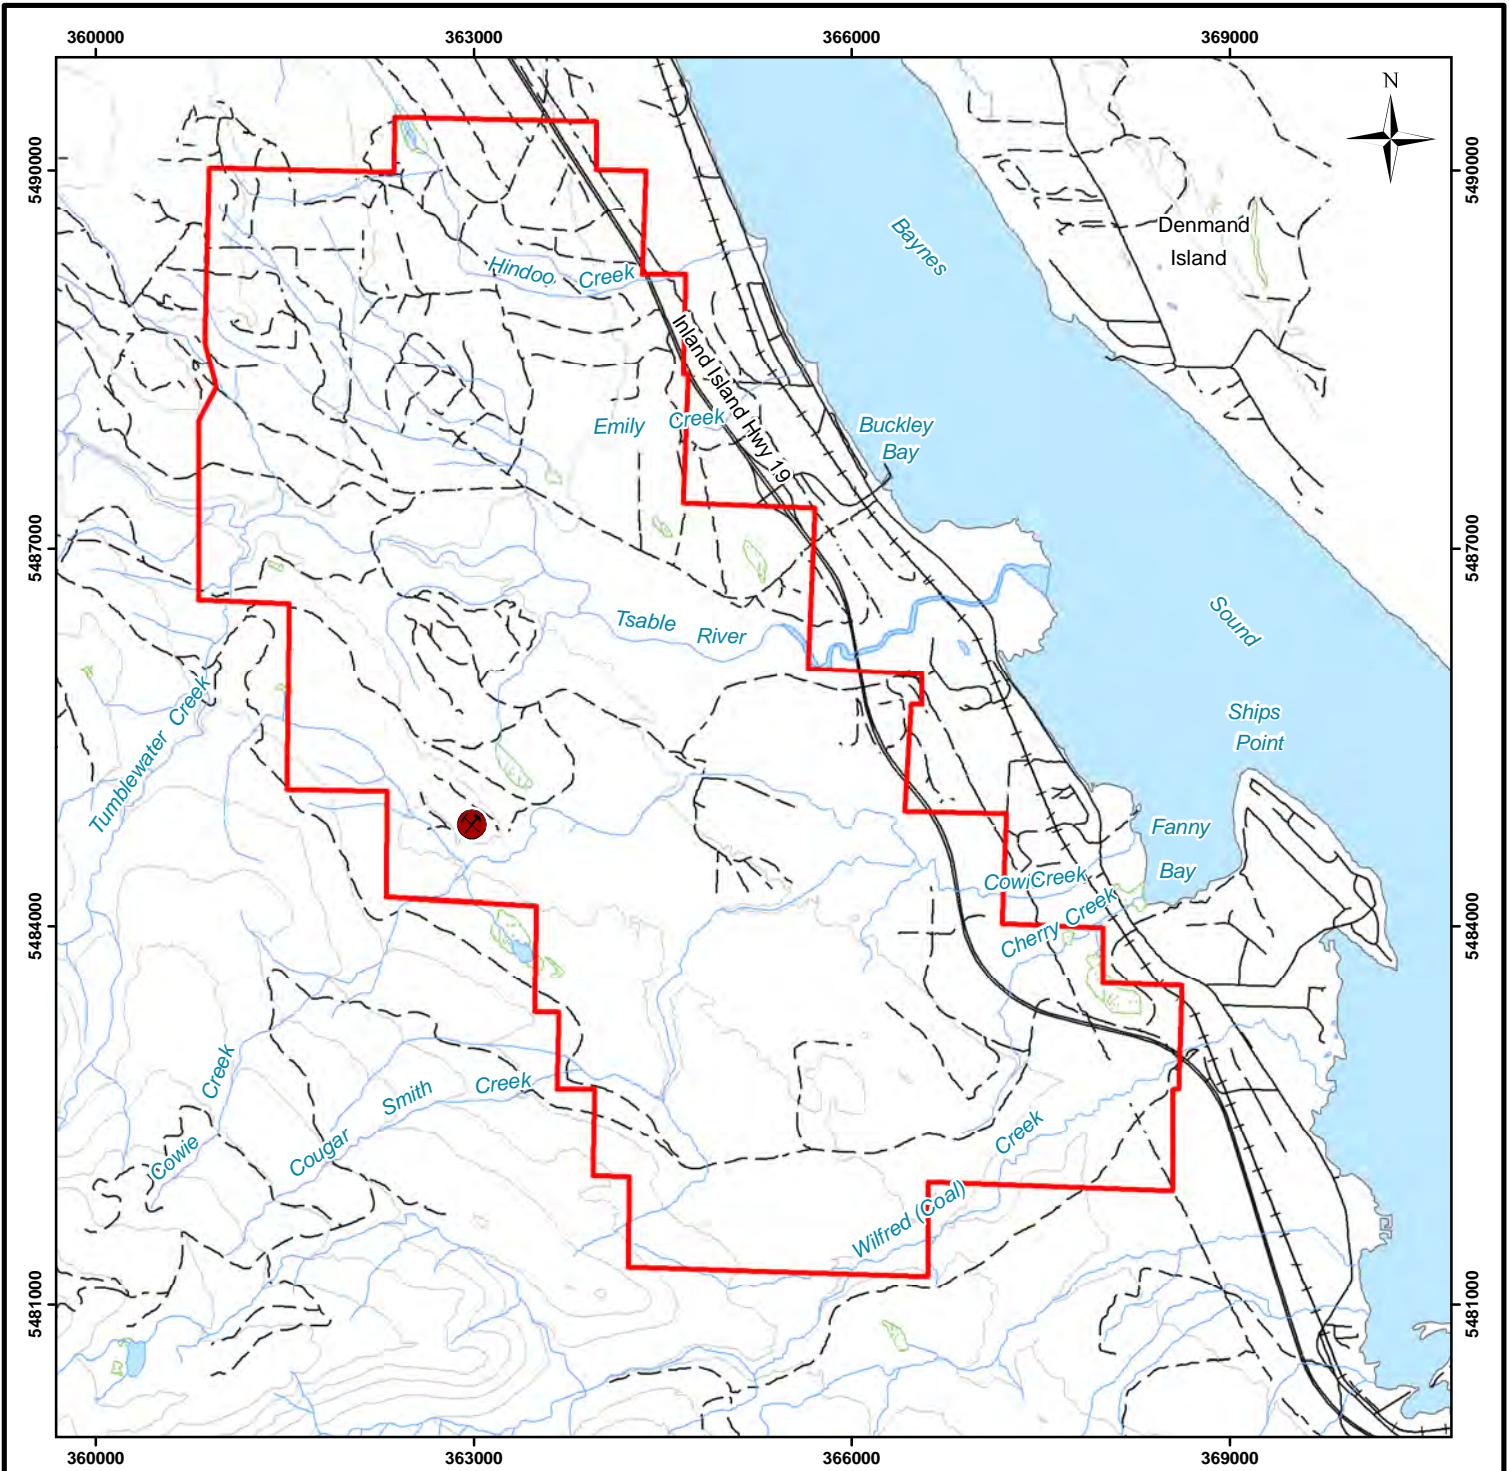 360000
363000
366000
369000
N
5490000
5490000
Denmand
Island
Baynes
Hindoo Creek
Inland Island Hwy 19
Emily Creek
Buckley
Bay
5487000
5487000
Tsable River
Sound
Tumblewater Creek
Ships
Point
Fanny
Bay
Cowi Creek
Cherry Creek
5484000
5484000
Cowie Creek
Cougar Smith Creek
Wilfred (Coal) Creek
5481000
5481000
360000
363000
366000
369000